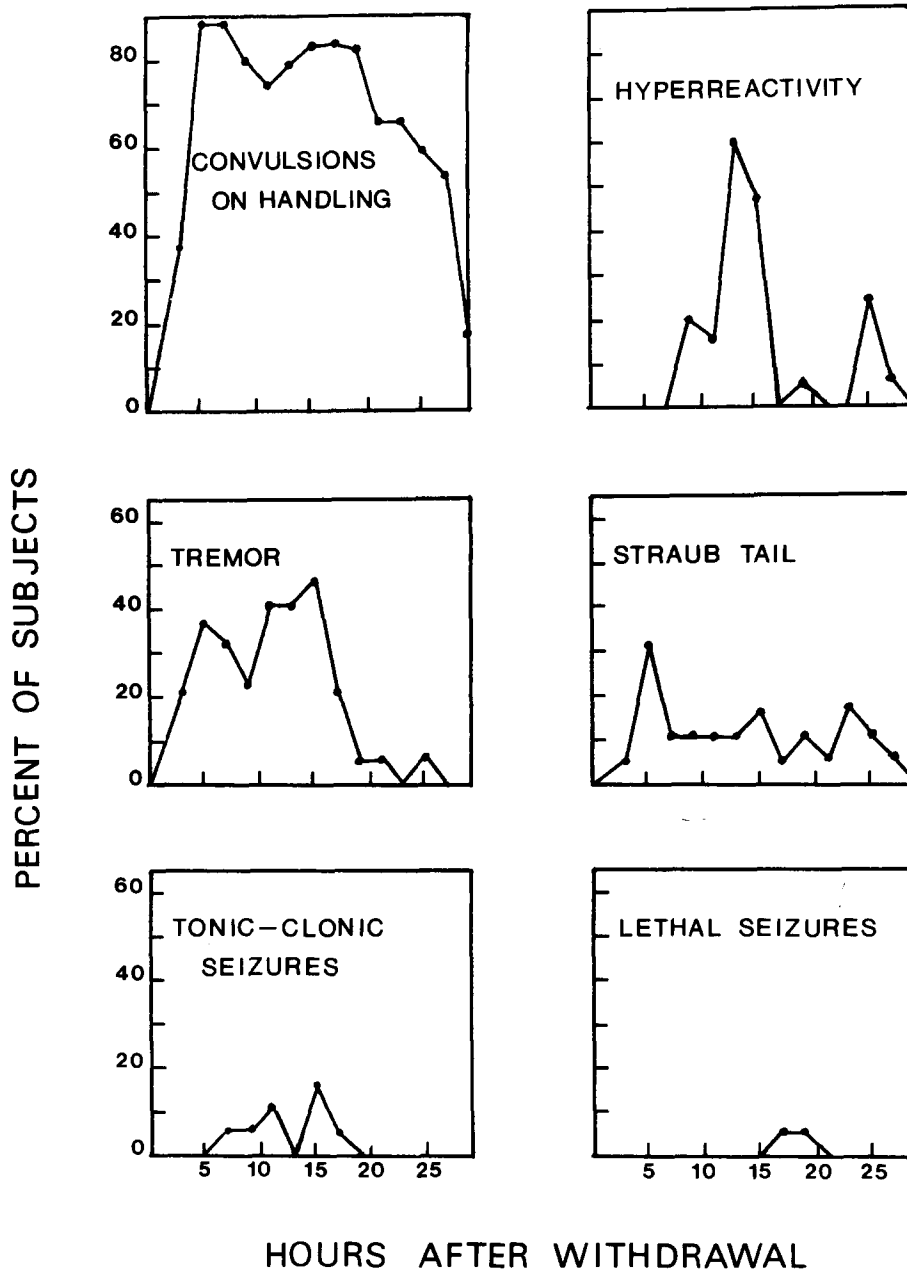 PERCENT OF SUBJECTS
80
60
40
20
0
CONVULSIONS
ON HANDLING
HYPERREACTIVITY
60
40
20
0
TREMOR
STRAUB TAIL
60
40
20
0
TONIC-CLONIC
SEIZURES
5 10 15 20 25
LETHAL SEIZURES
5 10 15 20 25
HOURS AFTER WITHDRAWAL